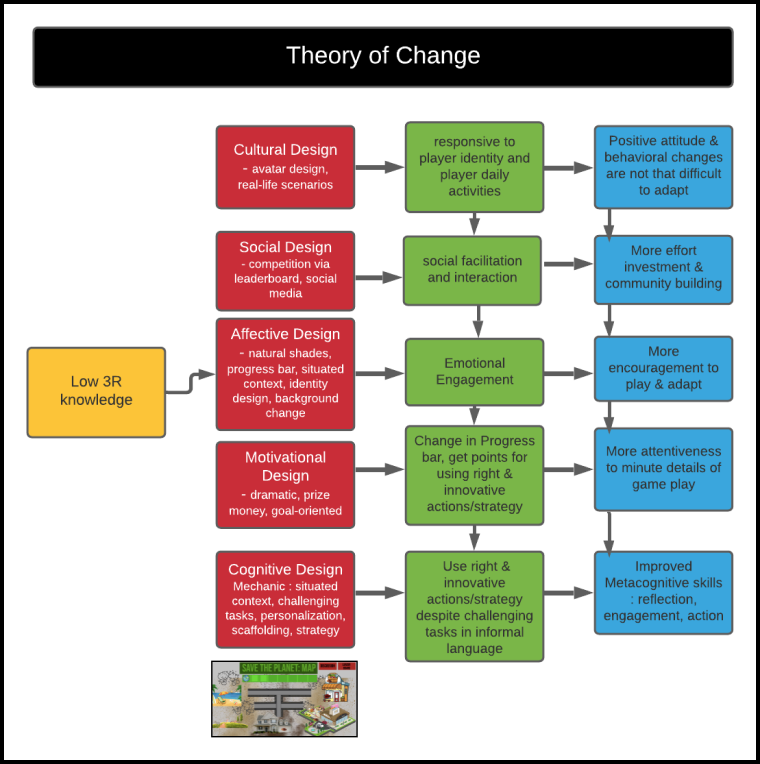 Theory of Change
Cultural Design
- avatar design,
real-life scenarios
responsive to
player identity and
player daily
activities
Positive attitude &
behavioral changes
are not that difficult
to adapt
Social Design
- competition via
leaderboard, social
media
social facilitation
and interaction
More effort
investment &
community building
Low 3R
knowledge
Affective Design
- natural shades,
progress bar, situated
context, identity
design, background
change
Emotional
Engagement
More
encouragement to
play & adapt
Motivational
Design
- dramatic, prize
money, goal-oriented
Change in Progress
bar, get points for
using right &
innovative
actions/strategy
More attentiveness
to minute details of
game play
Cognitive Design
Mechanic : situated
context, challenging
tasks, personalization,
scaffolding, strategy
Use right &
innovative
actions/strategy
despite challenging
tasks in informal
language
Improved
Metacognitive skills
: reflection,
engagement, action
SAVE THE PLANET: MAP